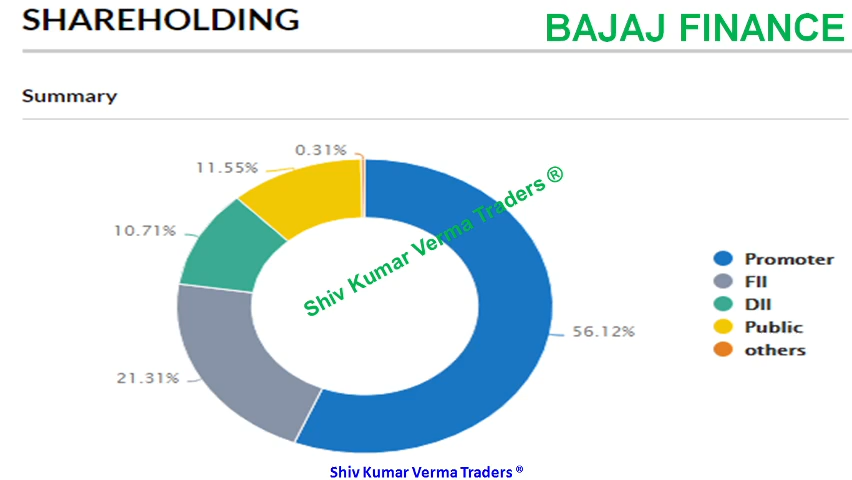 SHAREHOLDING
BAJAJ FINANCE
Summary
0.31%
11.55%
10.71%
21.31%
56.12%
Shiv Kumar Verma Traders ®
Promoter
FII
DII
Public
others
Shiv Kumar Verma Traders ®